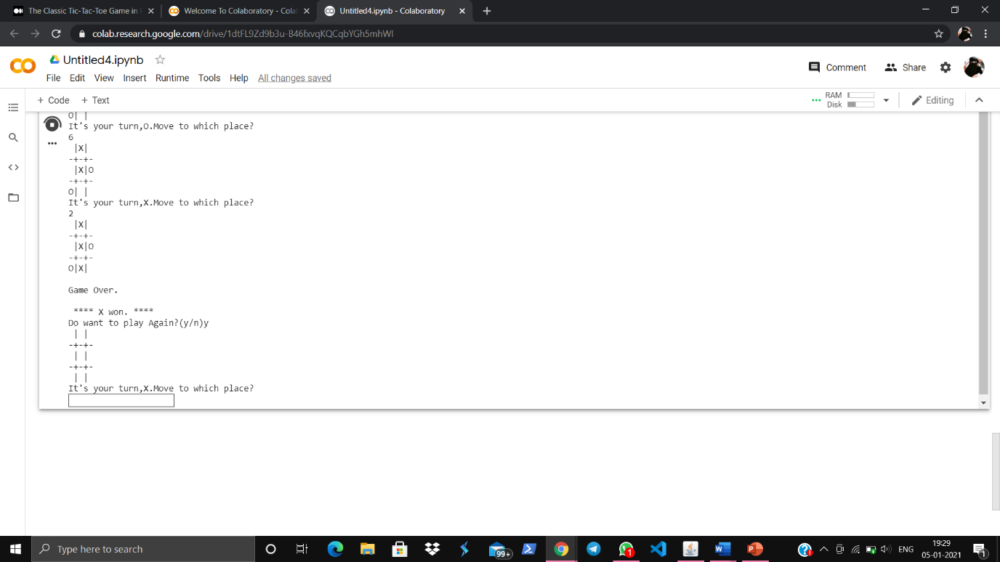 The Classic Tic-Tac-Toe Game in
Welcome To Colaboratory - Cola
Untitled4.ipynb - Colaboratory
colab.research.google.com/drive/1dtFL9Zd9b3u-B46fxvqKQCqbYGh5mhWl
Untitled4.ipynb
File Edit View Insert Runtime Tools Help All changes saved
Comment Share
+ Code + Text
RAM
Disk
Editing
O| |
It's your turn,O.Move to which place?
6
 |X|
-+-+-
 |X|O
-+-+-
O| |
It's your turn,X.Move to which place?
2
 |X|
-+-+-
 |X|O
-+-+-
O|X|
Game Over.
**** X won. ****
Do want to play Again?(y/n)y
 | |
-+-+-
 | |
-+-+-
 | |
It's your turn,X.Move to which place?
Type here to search
99+
1
ENG
19:29
05-01-2021
1